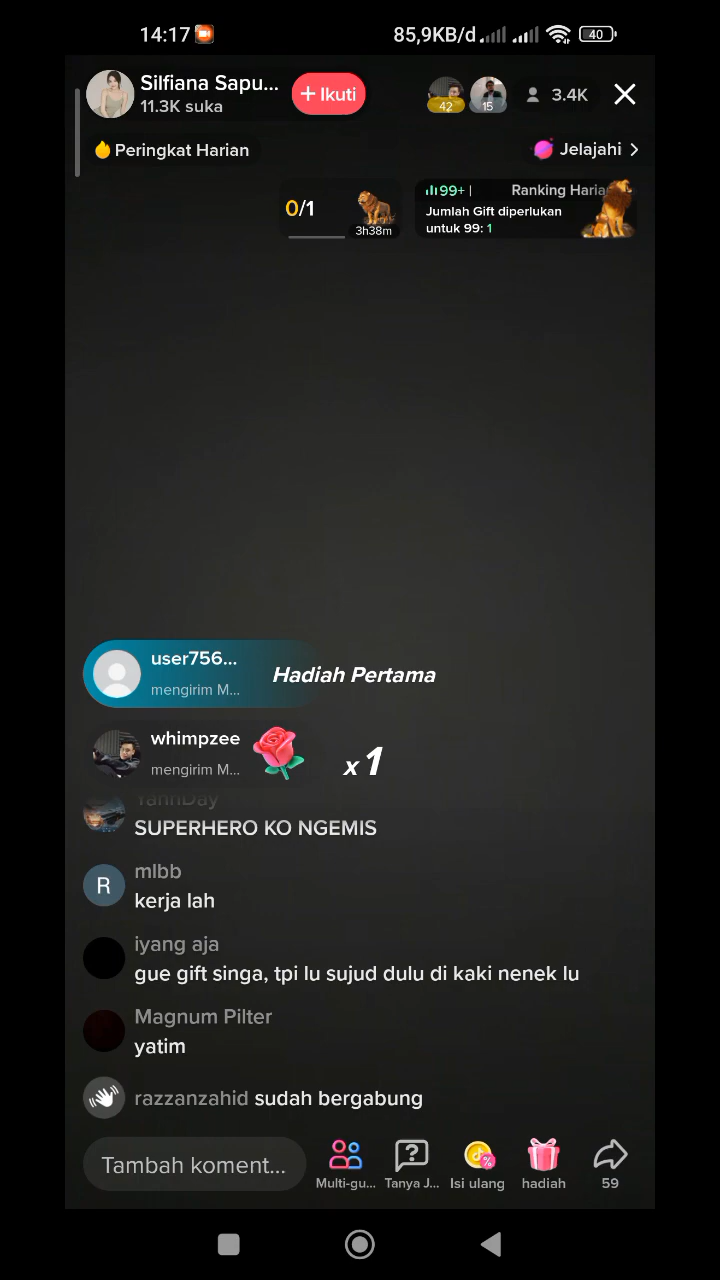 14:17
85,9KB/d
40
Silfiana Sapu...
11.3K suka
+ Ikuti
42
15
3.4K
Peringkat Harian
Jelajahi
0/1
3h38m
99+ |
Ranking Haria
Jumlah Gift diperlukan
untuk 99: 1
user756...
mengirim M...
Hadiah Pertama
whimpzee
mengirim M...
x 1
YannDay
SUPERHERO KO NGEMIS
R
mlbb
kerja lah
iyang aja
gue gift singa, tpi lu sujud dulu di kaki nenek lu
Magnum Pilter
yatim
razzanzahid sudah bergabung
Tambah koment...
Multi-gu...
Tanya J...
Isi ulang
hadiah
59